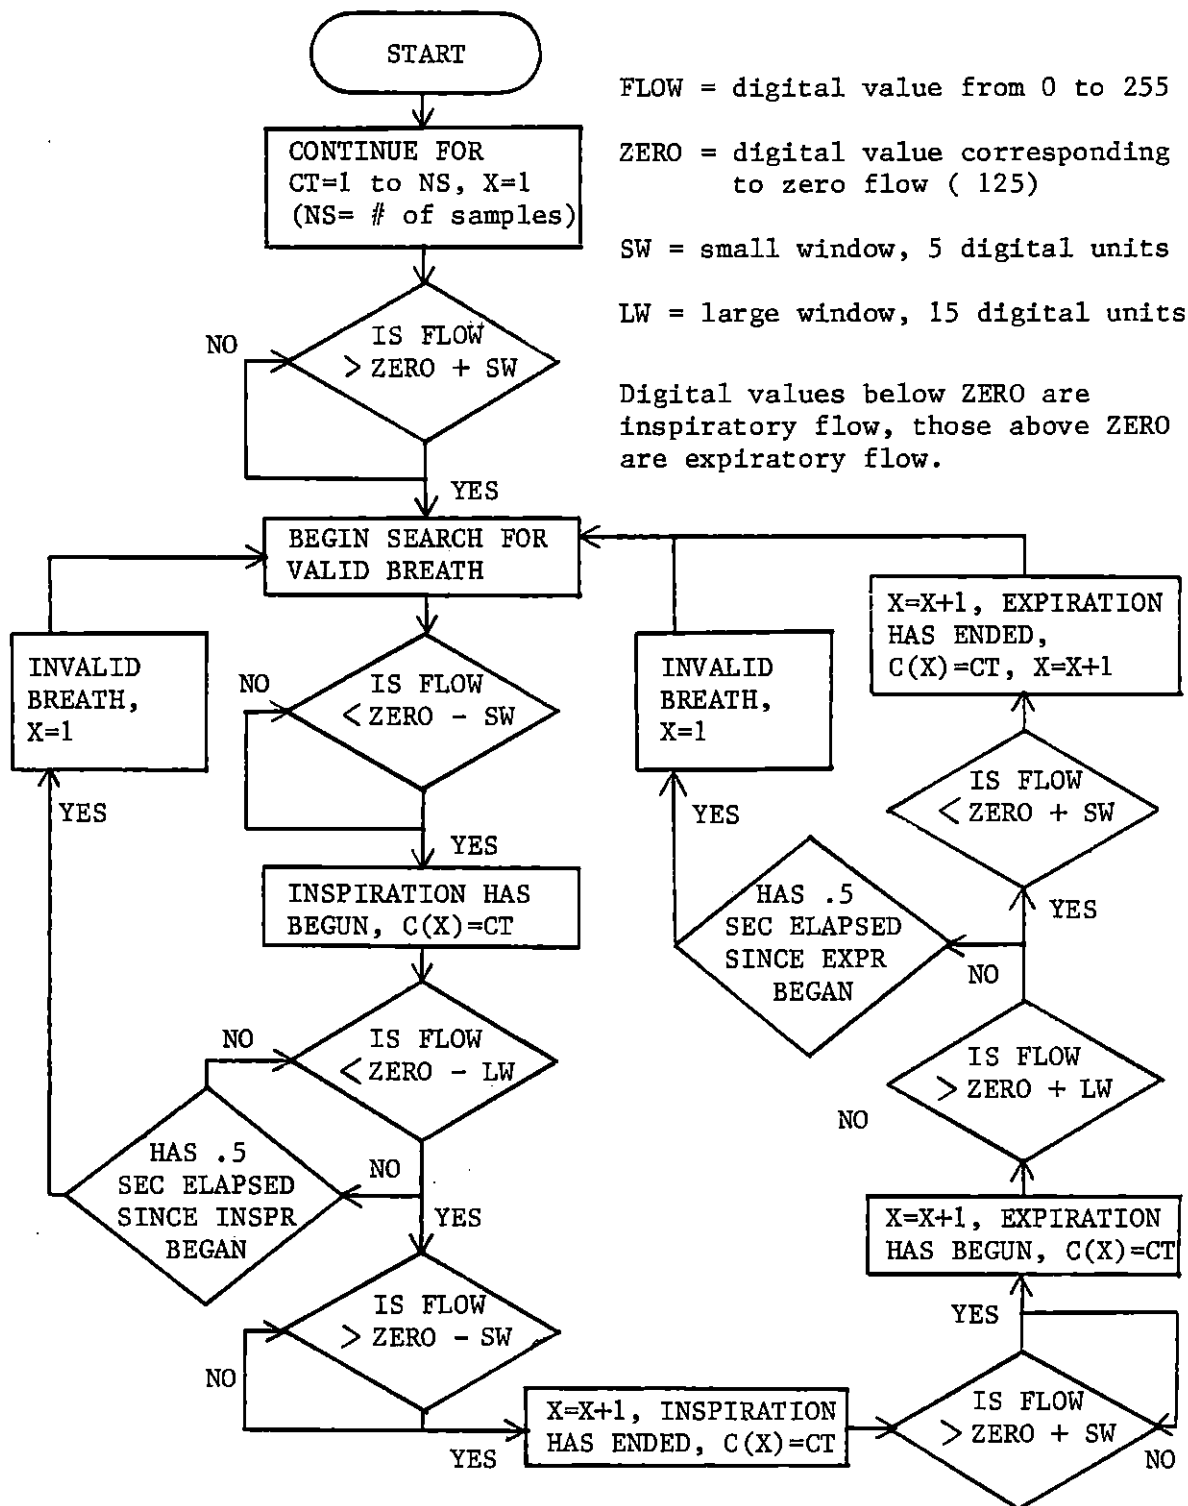 START
CONTINUE FOR
CT=1 to NS, X=1
(NS= # of samples)
FLOW = digital value from 0 to 255
ZERO = digital value corresponding
to zero flow ( 125)
SW = small window, 5 digital units
LW = large window, 15 digital units
Digital values below ZERO are
inspiratory flow, those above ZERO
are expiratory flow.
NO
IS FLOW
> ZERO + SW
YES
BEGIN SEARCH FOR
VALID BREATH
INVALID
BREATH,
X=1
YES
NO
IS FLOW
< ZERO - SW
YES
INSPIRATION HAS
BEGUN, C(X)=CT
NO
IS FLOW
< ZERO - LW
HAS .5
SEC ELAPSED
SINCE INSPR
BEGAN
NO
YES
IS FLOW
> ZERO - SW
NO
YES
X=X+1, INSPIRATION
HAS ENDED, C(X)=CT
IS FLOW
> ZERO + SW
NO
YES
X=X+1, EXPIRATION
HAS BEGUN, C(X)=CT
IS FLOW
> ZERO + LW
NO
NO
YES
HAS .5
SEC ELAPSED
SINCE EXPR
BEGAN
YES
INVALID
BREATH,
X=1
IS FLOW
< ZERO + SW
X=X+1, EXPIRATION
HAS ENDED,
C(X)=CT, X=X+1